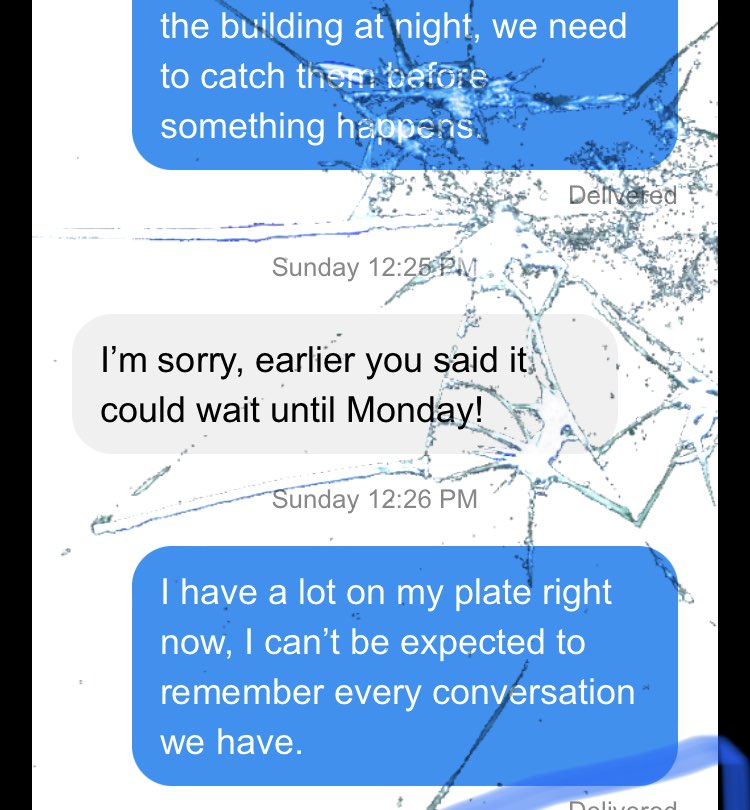 the building at night, we need
to catch them before
something happens.
Delivered
Sunday 12:25 PM
I’m sorry, earlier you said it
could wait until Monday!
Sunday 12:26 PM
I have a lot on my plate right
now, I can’t be expected to
remember every conversation
we have.
Delivered